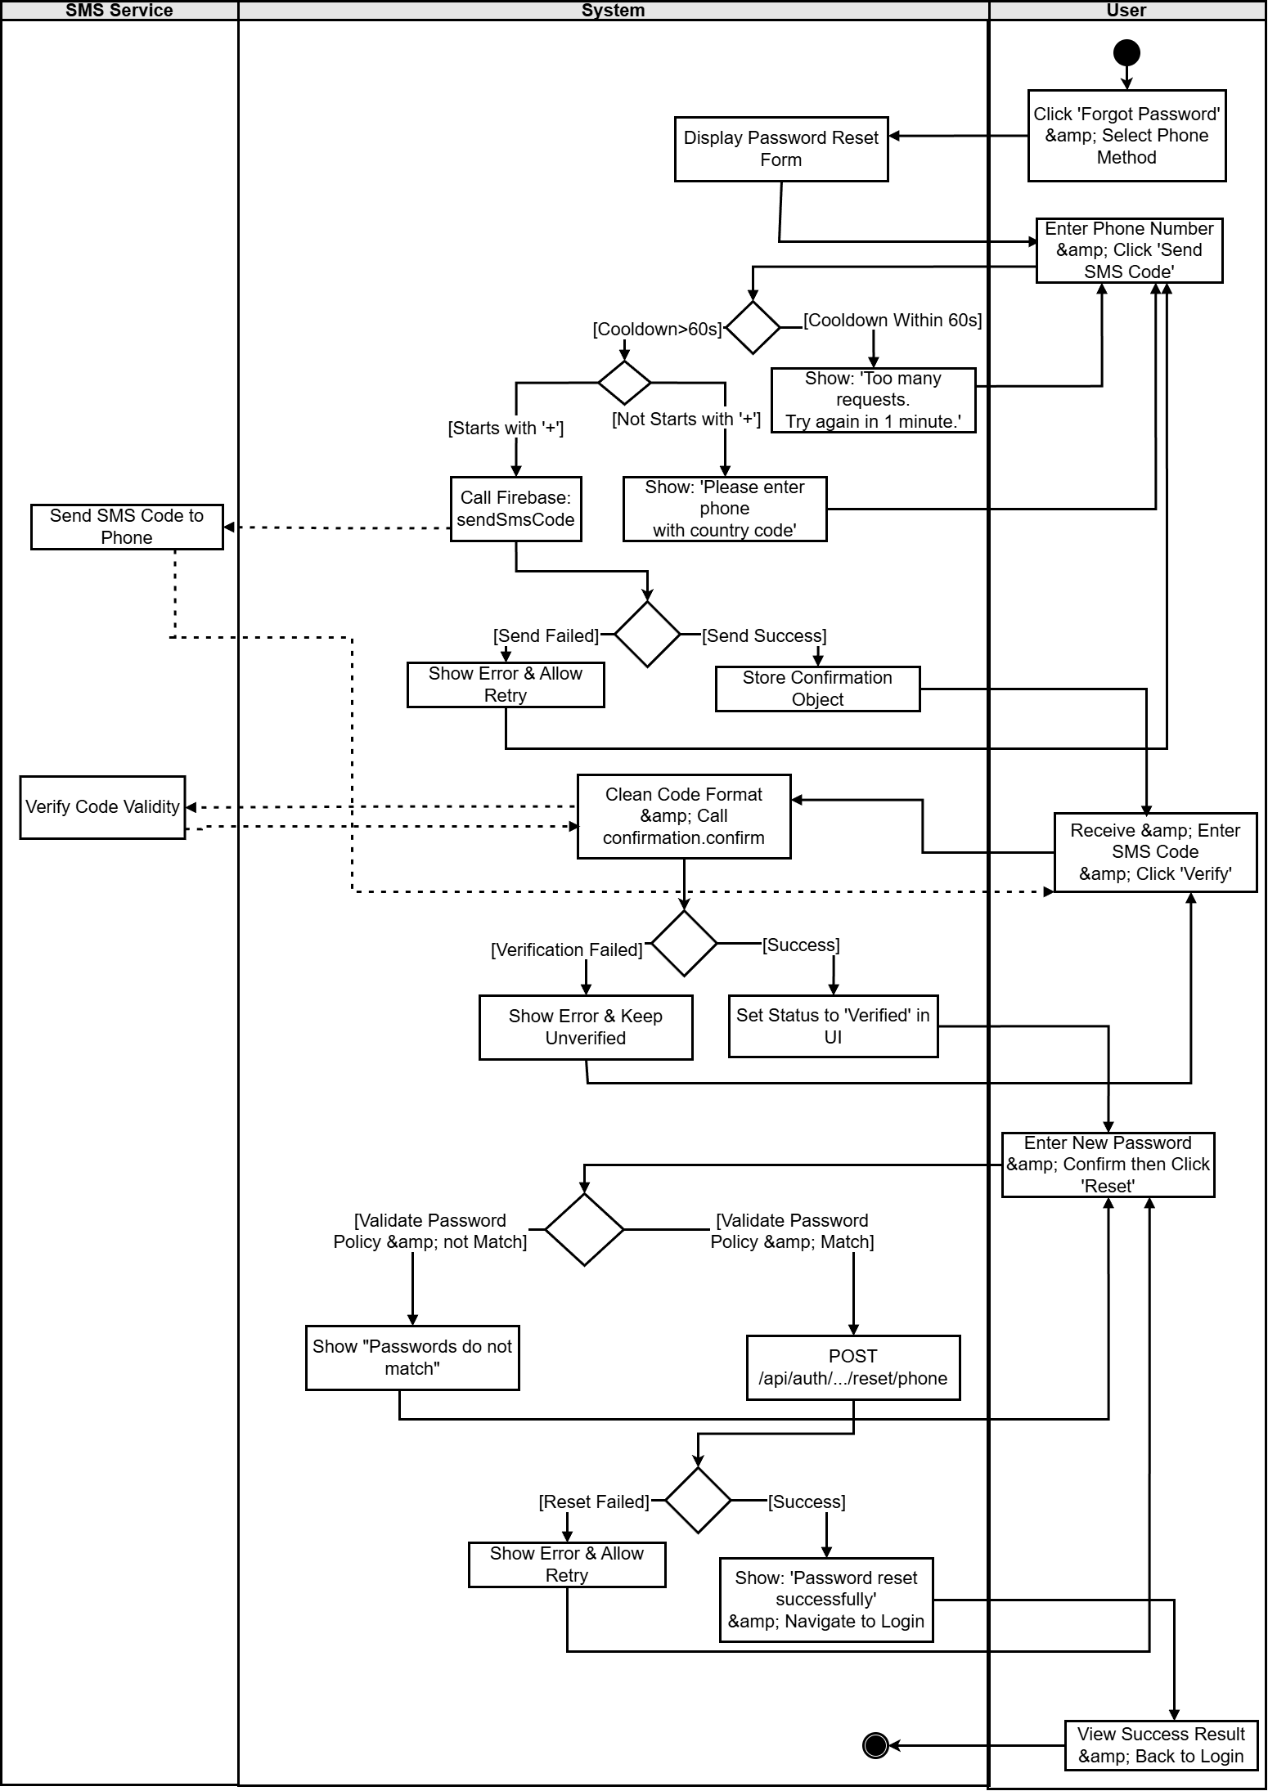 SMS Service
System
User
Click 'Forgot Password'
&amp; Select Phone
Method
Display Password Reset
Form
Enter Phone Number
&amp; Click 'Send
SMS Code'
[Cooldown>60s]
[Cooldown Within 60s]
Show: 'Too many
requests.
Try again in 1 minute.'
[Starts with '+']
[Not Starts with '+']
Call Firebase:
sendSmsCode
Show: 'Please enter
phone
with country code'
Send SMS Code to
Phone
[Send Failed]
[Send Success]
Show Error & Allow
Retry
Store Confirmation
Object
Verify Code Validity
Clean Code Format
&amp; Call
confirmation.confirm
Receive &amp; Enter
SMS Code
&amp; Click 'Verify'
[Verification Failed]
[Success]
Show Error & Keep
Unverified
Set Status to 'Verified' in
UI
Enter New Password
&amp; Confirm then Click
'Reset'
[Validate Password
Policy &amp; not Match]
[Validate Password
Policy &amp; Match]
Show "Passwords do not
match"
POST
/api/auth/.../reset/phone
[Reset Failed]
[Success]
Show Error & Allow
Retry
Show: 'Password reset
successfully'
&amp; Navigate to Login
View Success Result
&amp; Back to Login